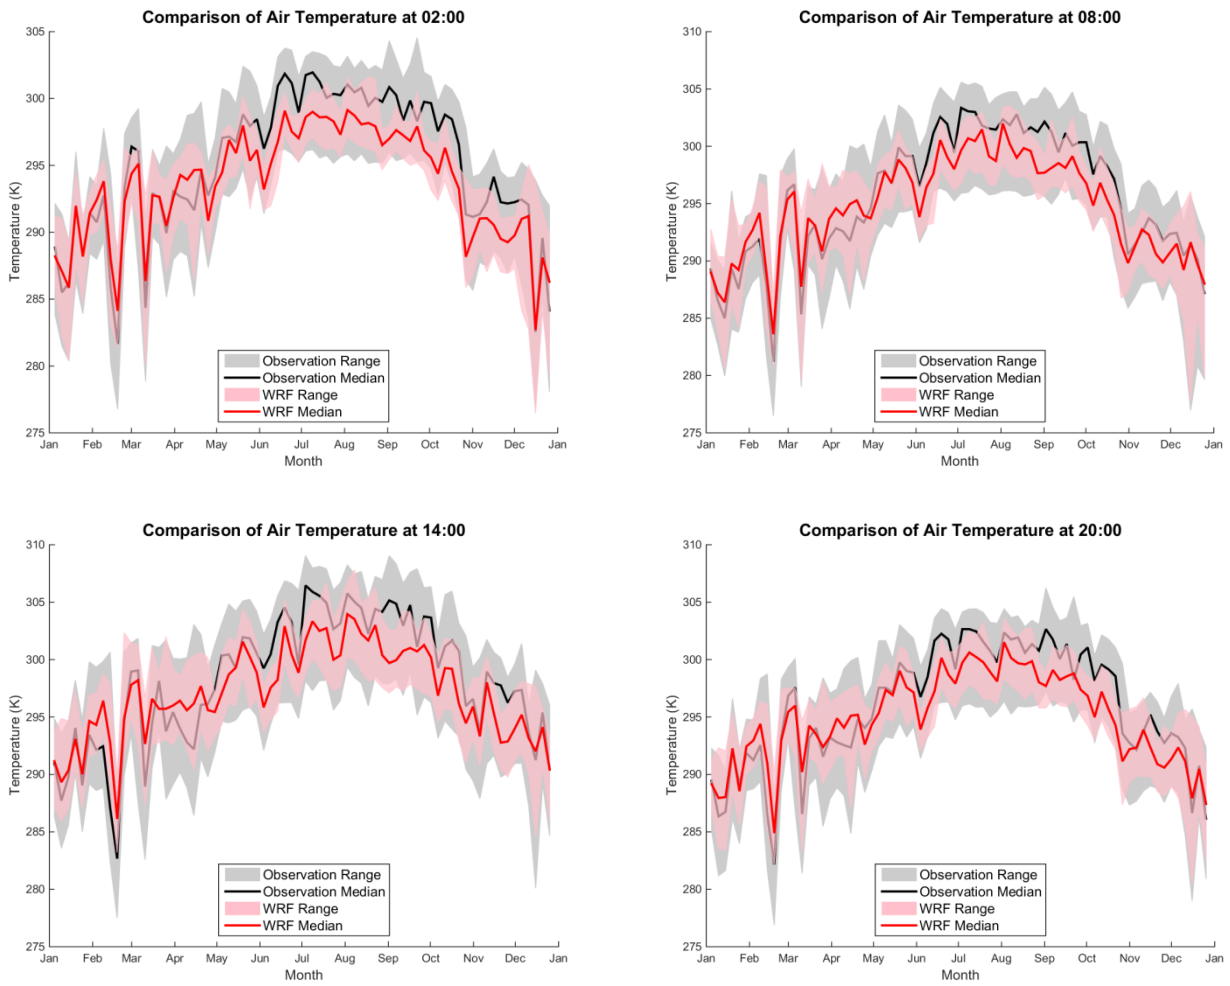 Comparison of Air Temperature at 02:00
305
300
295
290
285
280
275
Temperature (K)
Jan Feb Mar Apr May Jun Jul Aug Sep Oct Nov Dec Jan
Month
Observation Range
Observation Median
WRF Range
WRF Median
Comparison of Air Temperature at 08:00
310
305
300
295
290
285
280
275
Temperature (K)
Jan Feb Mar Apr May Jun Jul Aug Sep Oct Nov Dec Jan
Month
Observation Range
Observation Median
WRF Range
WRF Median
Comparison of Air Temperature at 14:00
310
305
300
295
290
285
280
275
Temperature (K)
Jan Feb Mar Apr May Jun Jul Aug Sep Oct Nov Dec Jan
Month
Observation Range
Observation Median
WRF Range
WRF Median
Comparison of Air Temperature at 20:00
310
305
300
295
290
285
280
275
Temperature (K)
Jan Feb Mar Apr May Jun Jul Aug Sep Oct Nov Dec Jan
Month
Observation Range
Observation Median
WRF Range
WRF Median